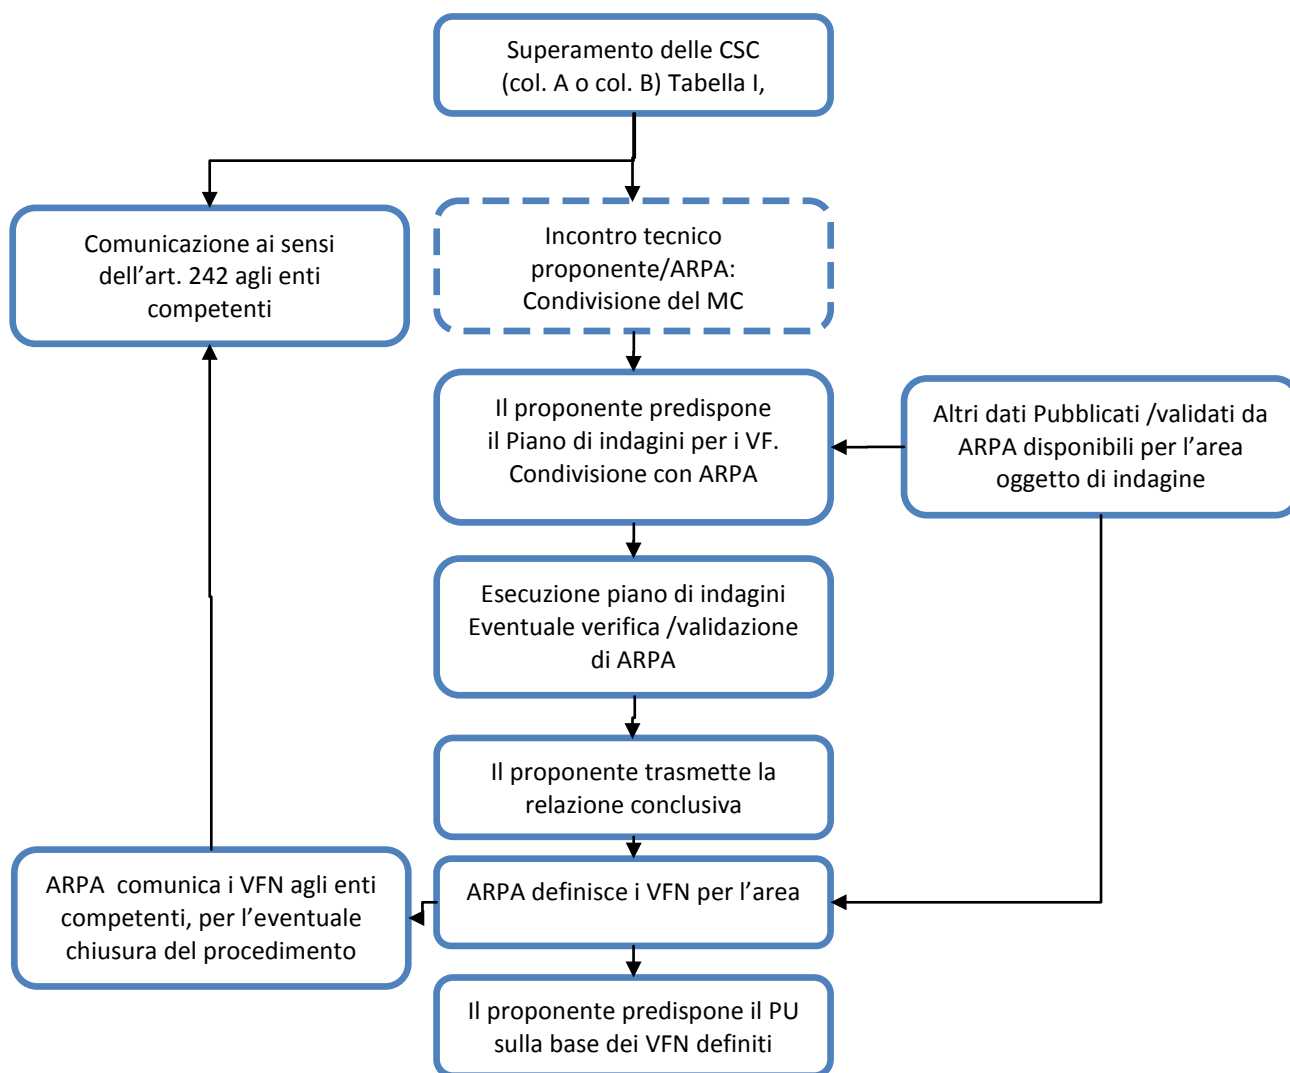 Superamento delle CSC
(col. A o col. B) Tabella I,
Comunicazione ai sensi
dell’art. 242 agli enti
competenti
Incontro tecnico
proponente/ARPA:
Condivisione del MC
Il proponente predispone
il Piano di indagini per i VF.
Condivisione con ARPA
Altri dati Pubblicati /validati da
ARPA disponibili per l’area
oggetto di indagine
Esecuzione piano di indagini
Eventuale verifica /validazione
di ARPA
Il proponente trasmette la
relazione conclusiva
ARPA  comunica i VFN agli enti
competenti, per l’eventuale
chiusura del procedimento
ARPA definisce i VFN per l’area
Il proponente predispone il PU
sulla base dei VFN definiti